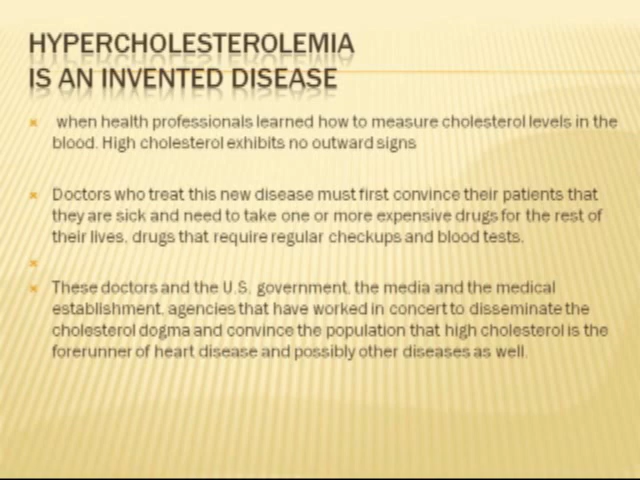 HYPERCHOLESTEROLEMIA
IS AN INVENTED DISEASE
when health professionals learned how to measure cholesterol levels in the
blood. High cholesterol exhibits no outward signs
Doctors who treat this new disease must first convince their patients that
they are sick and need to take one or more expensive drugs for the rest of
their lives, drugs that require regular checkups and blood tests.
These doctors and the U.S. government, the media and the medical
establishment, agencies that have worked in concert to disseminate the
cholesterol dogma and convince the population that high cholesterol is the
forerunner of heart disease and possibly other diseases as well.